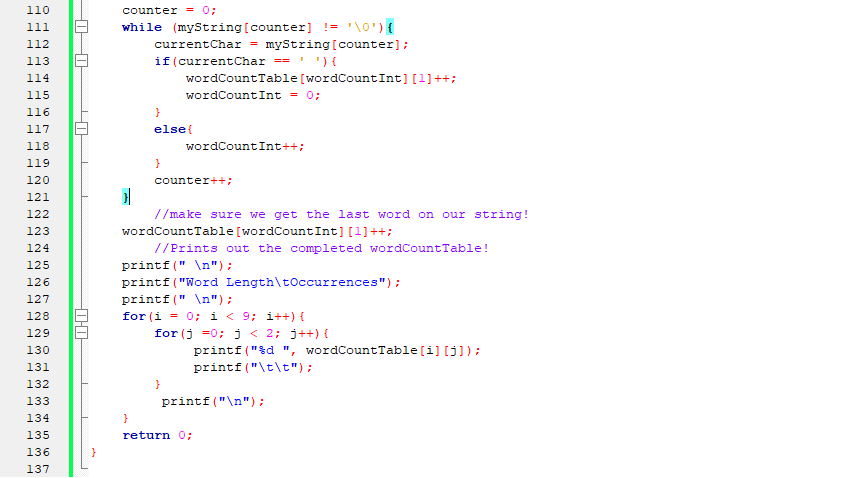 110 counter = 0;
111 while (myString[counter] != '\0'){
112 currentChar = myString[counter];
113 if(currentChar == ' '){
114 wordCountTable[wordCountInt][1]++;
115 wordCountInt = 0;
116 }
117 else{
118 wordCountInt++;
119 }
120 counter++;
121 }
122 //make sure we get the last word on our string!
123 wordCountTable[wordCountInt][1]++;
124 //Prints out the completed wordCountTable!
125 printf(" \n");
126 printf("Word Length\tOccurrences");
127 printf(" \n");
128 for(i = 0; i < 9; i++){
129 for(j =0; j < 2; j++){
130 printf("%d ", wordCountTable[i][j]);
131 printf("\t\t");
132 }
133 printf("\n");
134 }
135 return 0;
136 }
137